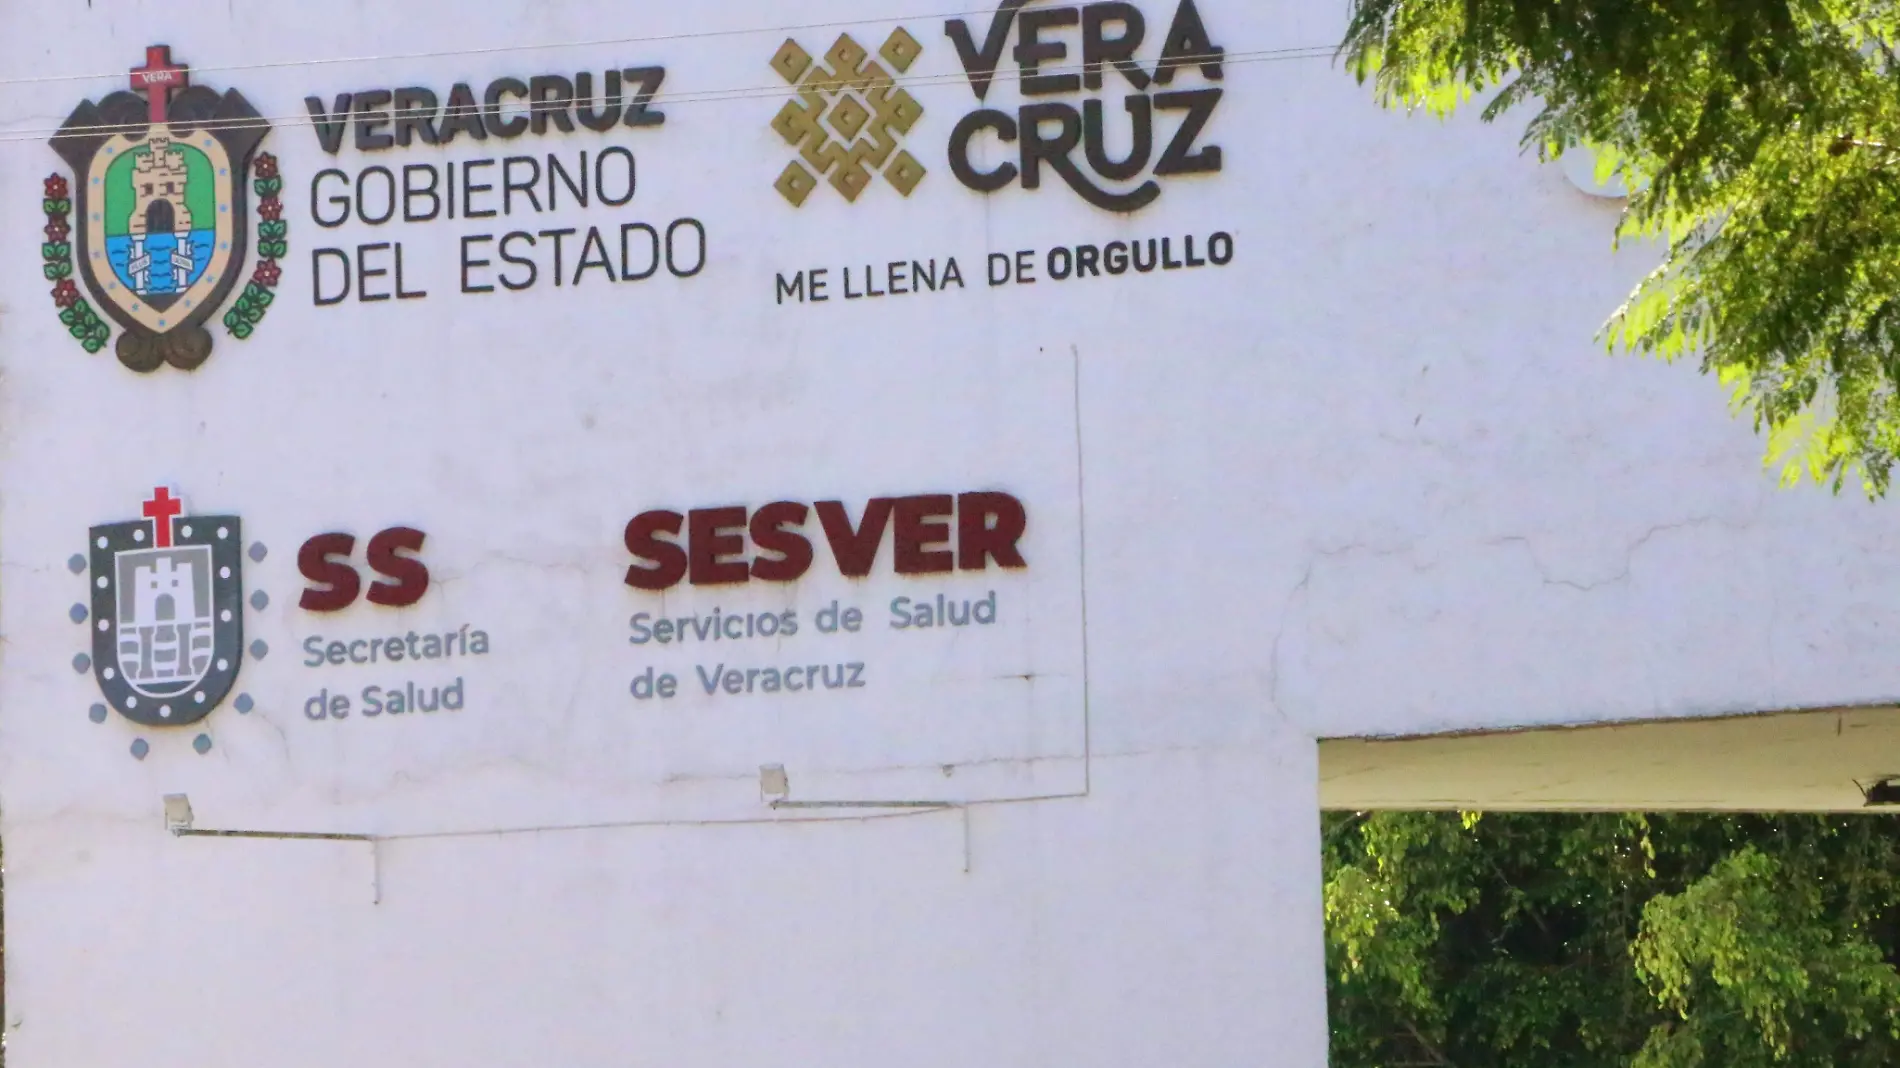 VERA
VERACRUZ
GOBIERNO
DEL ESTADO
VERA
CRUZ
ME LLENA DE ORGULLO
SS
Secretaría
de Salud
SESVER
Servicios de Salud
de Veracruz